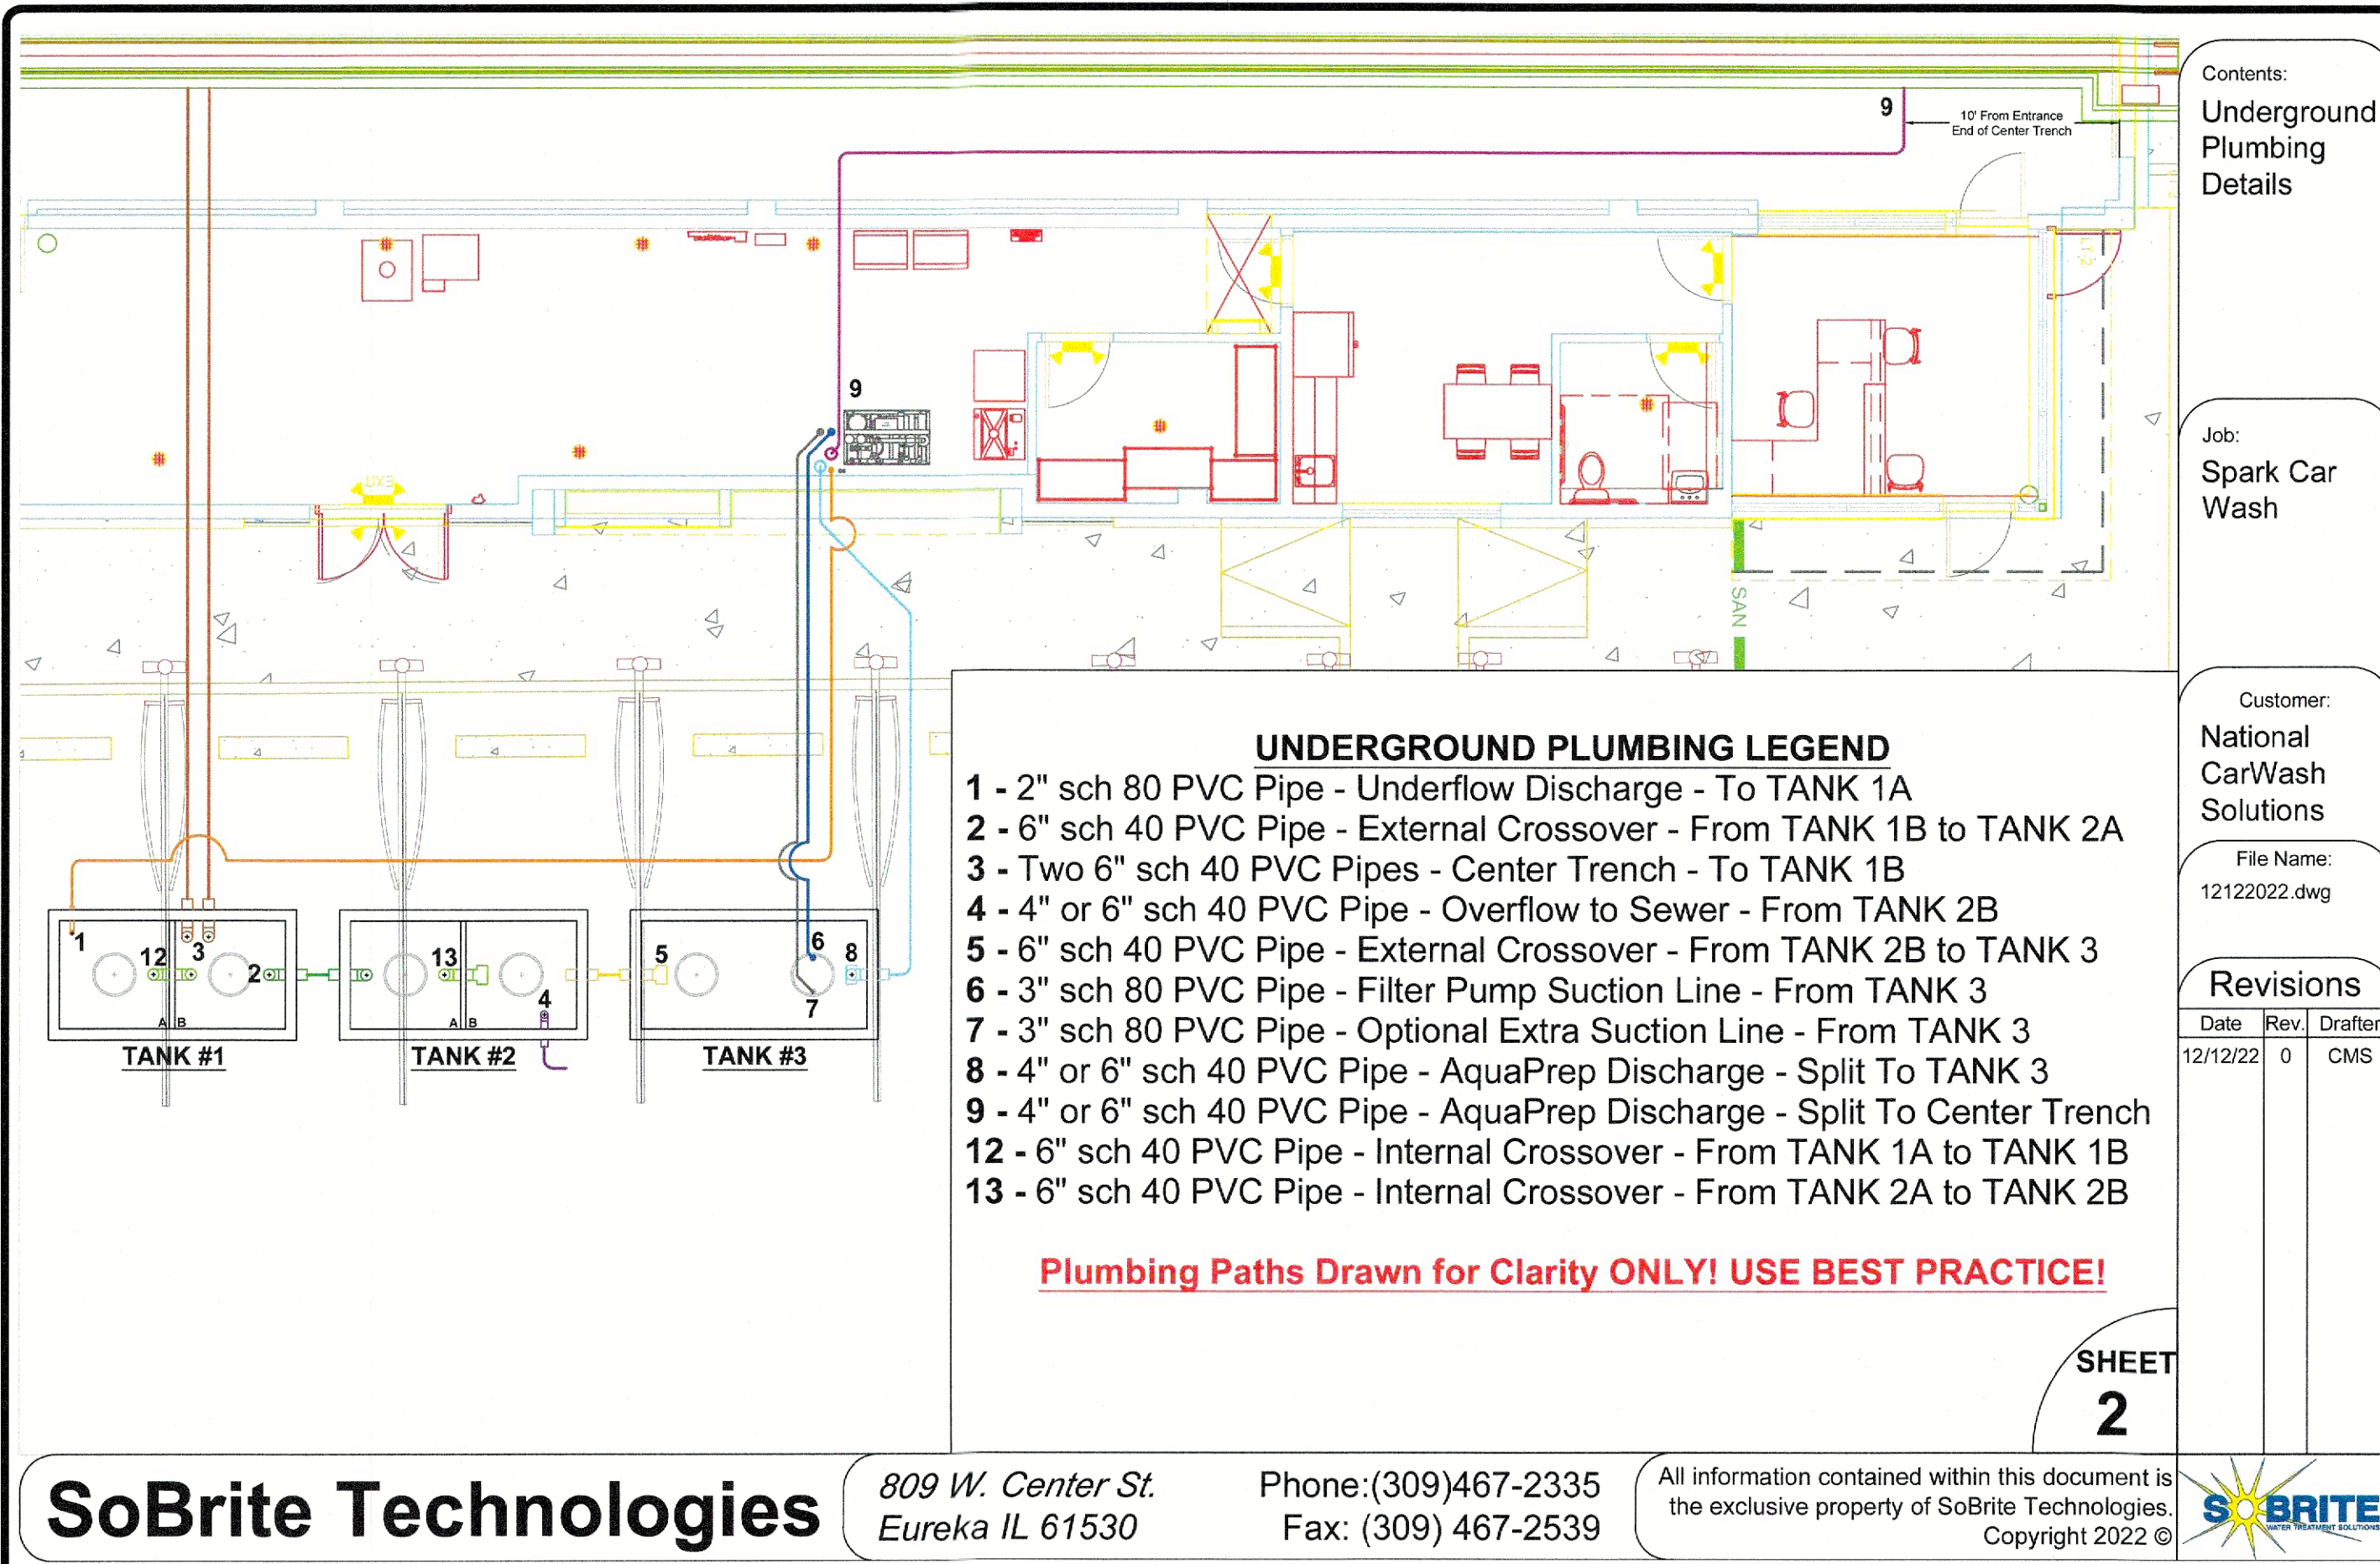 9
10' From Entrance
End of Center Trench
9
EXIT
SAN
1
12
3
2
13
4
5
6
7
8
A B
A B
TANK #1
TANK #2
TANK #3
UNDERGROUND PLUMBING LEGEND
1 - 2" sch 80 PVC Pipe - Underflow Discharge - To TANK 1A
2 - 6" sch 40 PVC Pipe - External Crossover - From TANK 1B to TANK 2A
3 - Two 6" sch 40 PVC Pipes - Center Trench - To TANK 1B
4 - 4" or 6" sch 40 PVC Pipe - Overflow to Sewer - From TANK 2B
5 - 6" sch 40 PVC Pipe - External Crossover - From TANK 2B to TANK 3
6 - 3" sch 80 PVC Pipe - Filter Pump Suction Line - From TANK 3
7 - 3" sch 80 PVC Pipe - Optional Extra Suction Line - From TANK 3
8 - 4" or 6" sch 40 PVC Pipe - AquaPrep Discharge - Split To TANK 3
9 - 4" or 6" sch 40 PVC Pipe - AquaPrep Discharge - Split To Center Trench
12 - 6" sch 40 PVC Pipe - Internal Crossover - From TANK 1A to TANK 1B
13 - 6" sch 40 PVC Pipe - Internal Crossover - From TANK 2A to TANK 2B
Plumbing Paths Drawn for Clarity ONLY! USE BEST PRACTICE!
SHEET
2
Contents:
Underground
Plumbing
Details
Job:
Spark Car
Wash
Customer:
National
CarWash
Solutions
File Name:
12122022.dwg
Revisions
Date Rev. Drafter
12/12/22 0 CMS
SoBrite Technologies
809 W. Center St.
Eureka IL 61530
Phone:(309)467-2335
Fax: (309) 467-2539
All information contained within this document is
the exclusive property of SoBrite Technologies.
Copyright 2022 ©
SOBRITE
WATER TREATMENT SOLUTIONS